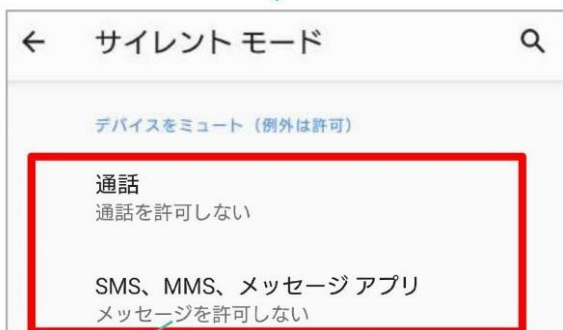 サイレント モード
デバイスをミュート（例外は許可）
通話
通話を許可しない
SMS、MMS、メッセージ アプリ
メッセージを許可しない